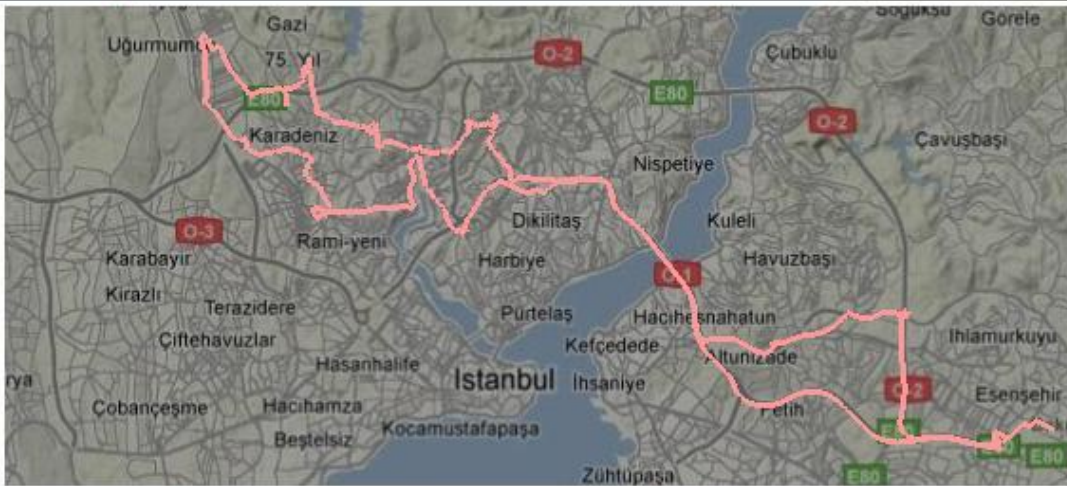 Gazi
Soğuksu
Görele
Uğurmumcu
75. Yıl
O-2
Çubuklu
E80
E80
O-2
Karadeniz
Çavuşbaşı
Nispetiye
Dikilitaş
Kuleli
O-3
Rami-yeni
Karabayır
Harbiye
Havuzbaşı
O-1
Kirazlı
Terazidere
Pürtelaş
Hacıhesnahatun
Çiftehavuzlar
Kefçedede
Altunizade
Ihlamurkuyu
Hasanhalife
Istanbul
İhsaniye
O-2
Esenşehir
Çobançeşme
Hacıhamza
Fetih
Kocamustafapaşa
Beştelsiz
E80
E80
Zühtüpaşa
E80